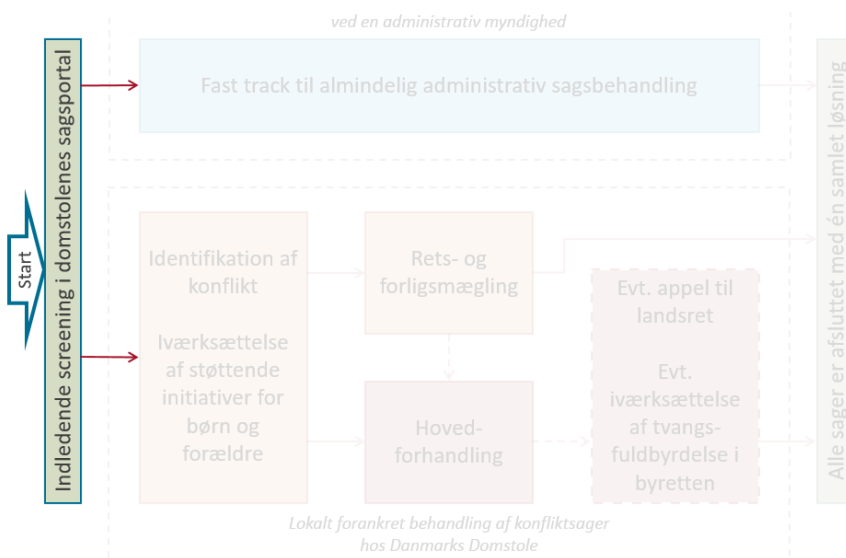 ved en administrativ myndighed
Start
Indledende screening i domstolenes sagsportal
Fast track til almindelig administrativ sagsbehandling
Identifikation af
konflikt
Iværksættelse
af støttende
initiativer for
børn og
forældre
Rets- og
forligsmægling
Hoved-
forhandling
Evt. appel til
landsret
Evt.
iværksættelse
af tvangs-
fuldbyrdelse i
byretten
Alle sager er afsluttet med én samlet løsning
Lokalt forankret behandling af konfliktsager
hos Danmarks Domstole